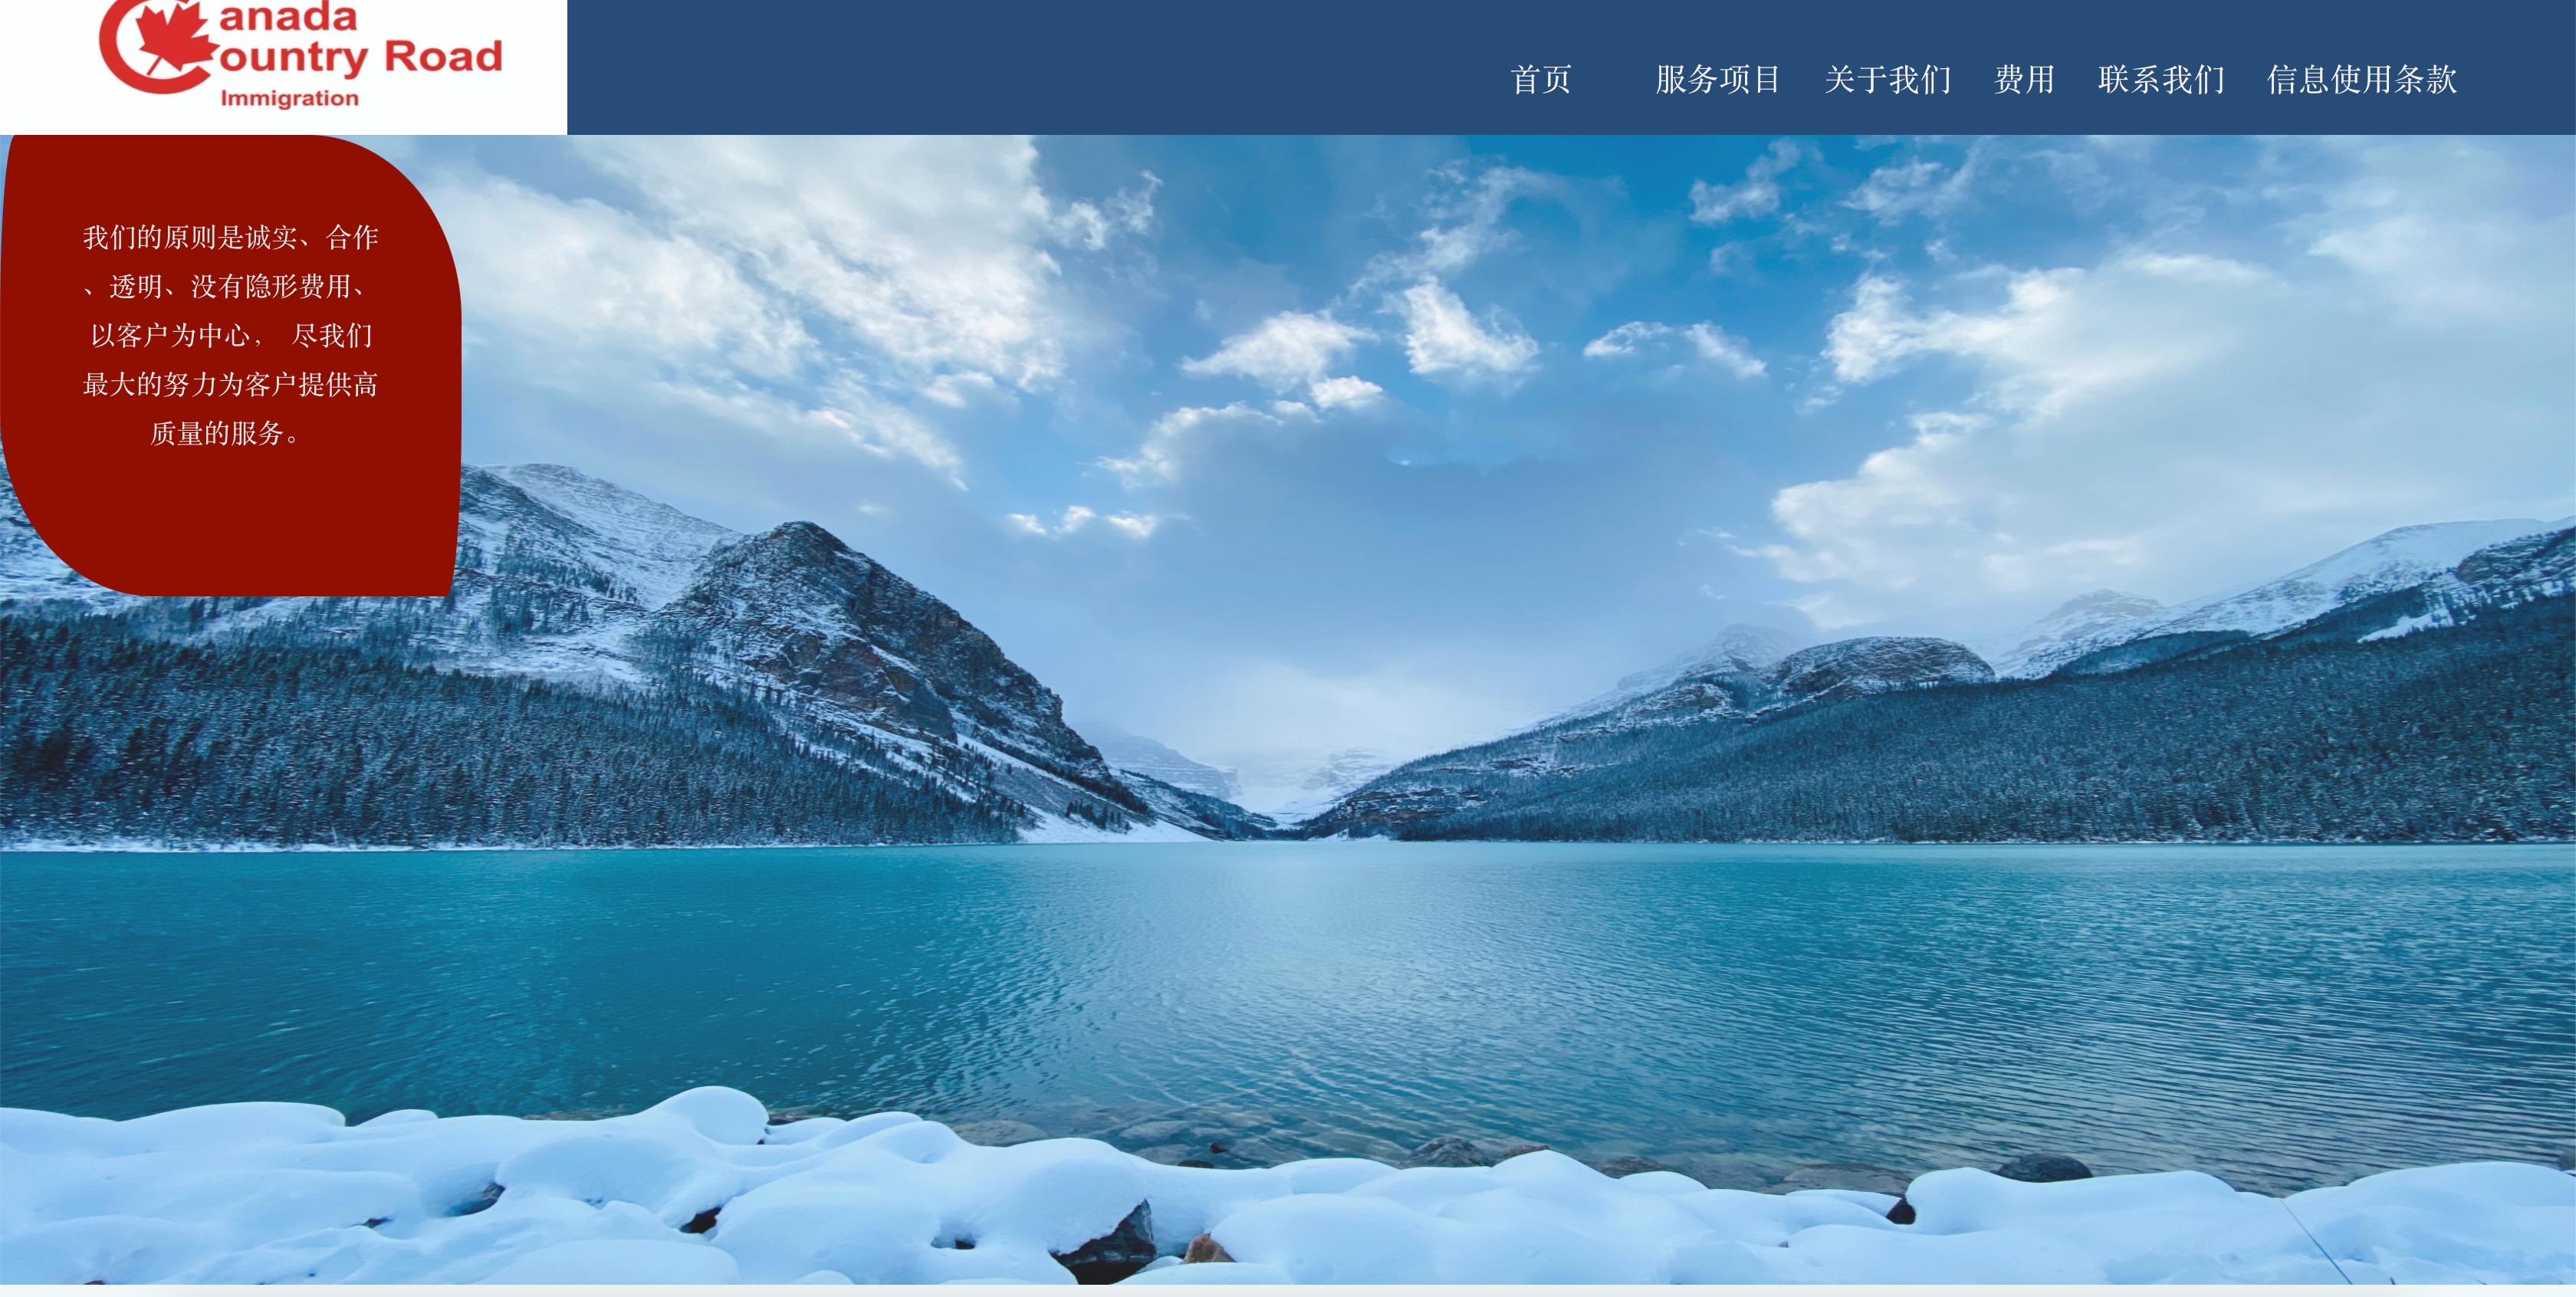 Canada
Country Road
Immigration
首页 服务项目 关于我们 费用 联系我们 信息使用条款
我们的原则是诚实、合作
、透明、没有隐形费用、
以客户为中心， 尽我们
最大的努力为客户提供高
质量的服务。